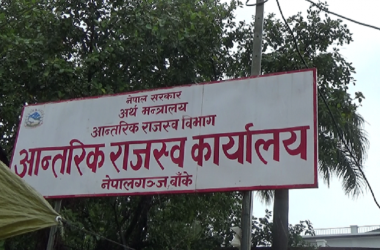 नेपाल सरकार
अर्थ मन्त्रालय
आन्तरिक राजस्व विभाग
आन्तरिक राजस्व कार्यालय
नेपालगञ्ज, बाँके